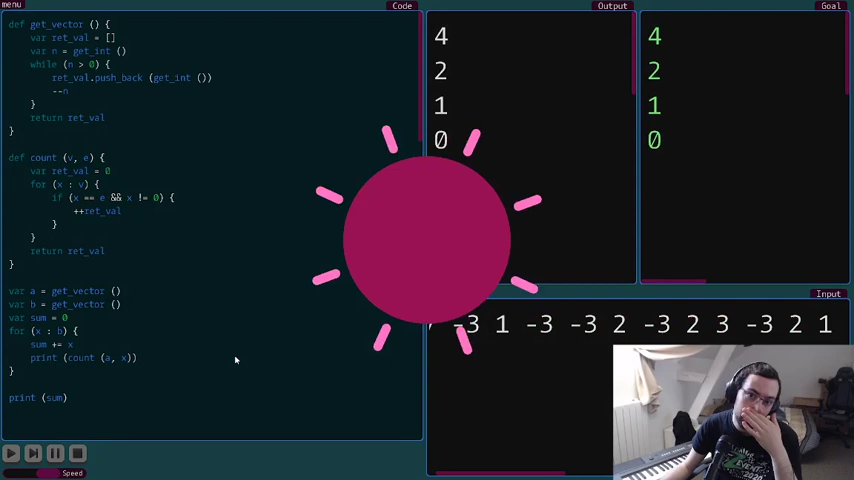 menu
Code
def get_vector () {
var ret_val = []
var n = get_int ()
while (n > 0) {
ret_val.push_back (get_int ())
--n
}
return ret_val
}
def count (v, e) {
var ret_val = 0
for (x : v) {
if (x == e && x != 0) {
++ret_val
}
}
return ret_val
}
var a = get_vector ()
var b = get_vector ()
var sum = 0
for (x : b) {
sum += x
print (count (a, x))
}
print (sum)
Speed
Output
4
2
1
0
Goal
4
2
1
0
Input
-3 1 -3 -3 2 -3 2 3 -3 2 1